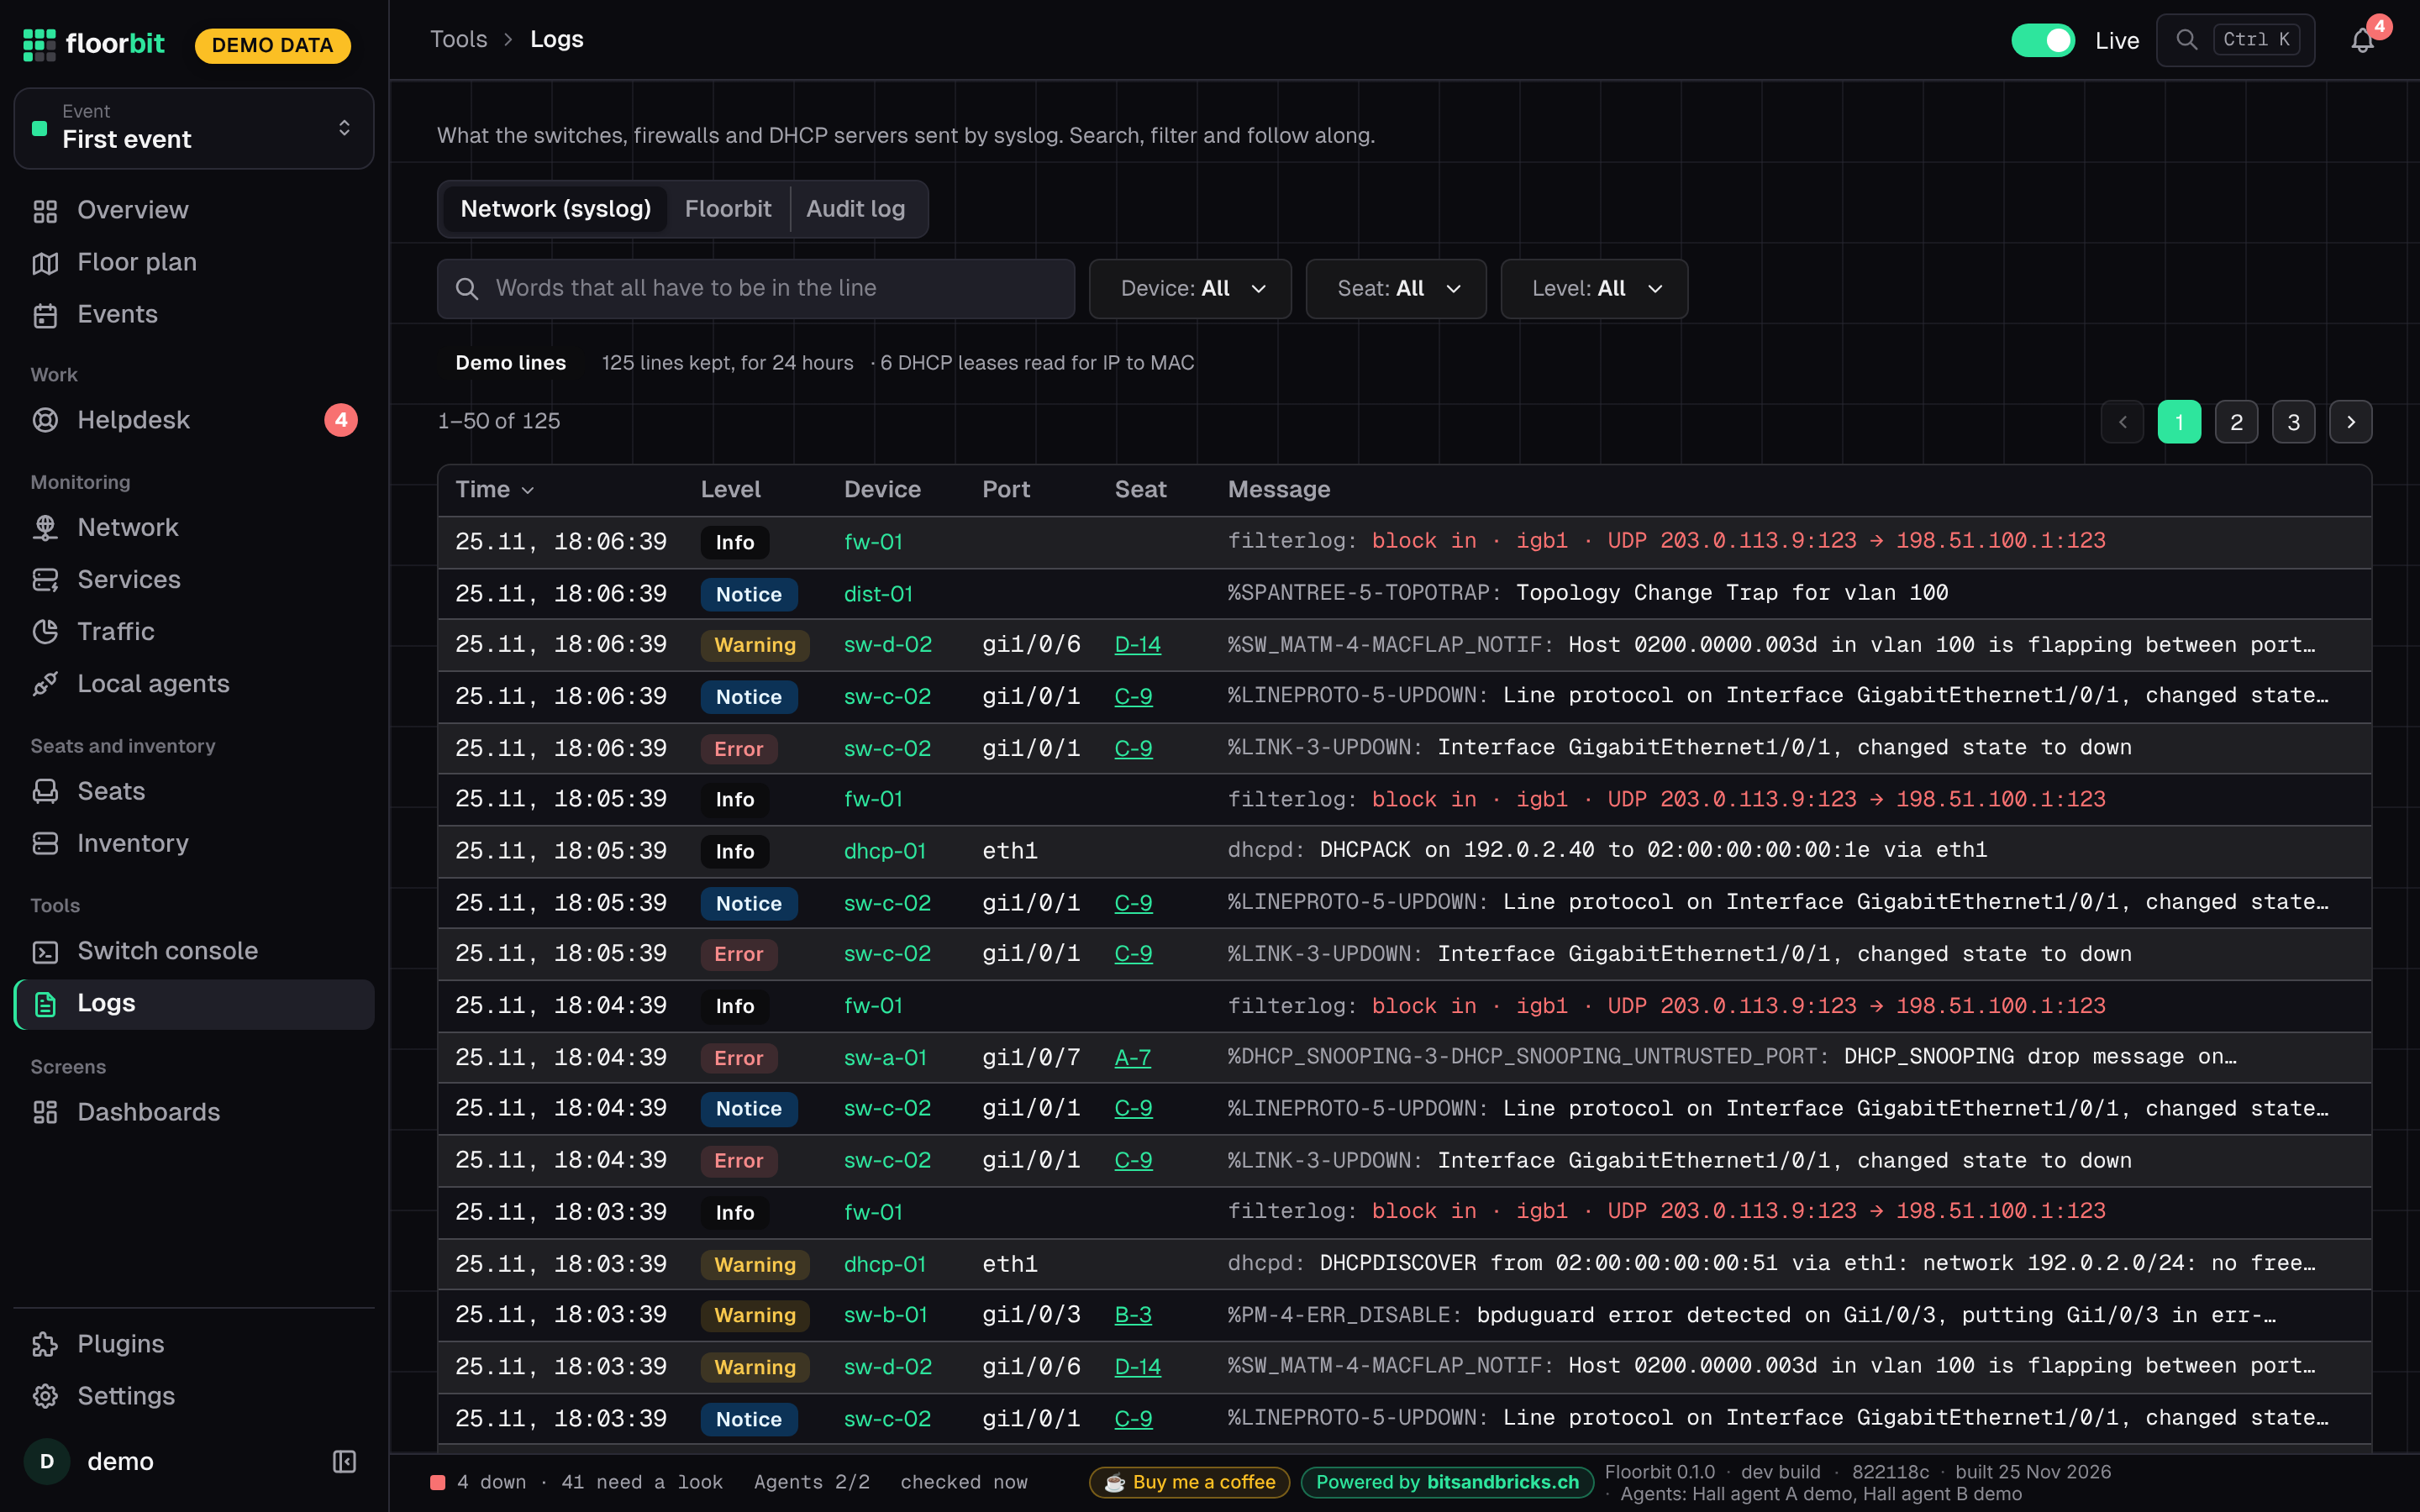 floorbit DEMO DATA
Event
First event
Overview
Floor plan
Events
Work
Helpdesk 4
Monitoring
Network
Services
Traffic
Local agents
Seats and inventory
Seats
Inventory
Tools
Switch console
Logs
Screens
Dashboards
Plugins
Settings
D demo
Tools > Logs
Live Ctrl K 4
What the switches, firewalls and DHCP servers sent by syslog. Search, filter and follow along.
Network (syslog) Floorbit Audit log
Words that all have to be in the line Device: All Seat: All Level: All
Demo lines 125 lines kept, for 24 hours · 6 DHCP leases read for IP to MAC
1–50 of 125 1 2 3
Time Level Device Port Seat Message
25.11, 18:06:39 Info fw-01 filterlog: block in · igb1 · UDP 203.0.113.9:123 → 198.51.100.1:123
25.11, 18:06:39 Notice dist-01 %SPANTREE-5-TOPOTRAP: Topology Change Trap for vlan 100
25.11, 18:06:39 Warning sw-d-02 gi1/0/6 D-14 %SW_MATM-4-MACFLAP_NOTIF: Host 0200.0000.003d in vlan 100 is flapping between port…
25.11, 18:06:39 Notice sw-c-02 gi1/0/1 C-9 %LINEPROTO-5-UPDOWN: Line protocol on Interface GigabitEthernet1/0/1, changed state…
25.11, 18:06:39 Error sw-c-02 gi1/0/1 C-9 %LINK-3-UPDOWN: Interface GigabitEthernet1/0/1, changed state to down
25.11, 18:05:39 Info fw-01 filterlog: block in · igb1 · UDP 203.0.113.9:123 → 198.51.100.1:123
25.11, 18:05:39 Info dhcp-01 eth1 dhcpd: DHCPACK on 192.0.2.40 to 02:00:00:00:00:1e via eth1
25.11, 18:05:39 Notice sw-c-02 gi1/0/1 C-9 %LINEPROTO-5-UPDOWN: Line protocol on Interface GigabitEthernet1/0/1, changed state…
25.11, 18:05:39 Error sw-c-02 gi1/0/1 C-9 %LINK-3-UPDOWN: Interface GigabitEthernet1/0/1, changed state to down
25.11, 18:04:39 Info fw-01 filterlog: block in · igb1 · UDP 203.0.113.9:123 → 198.51.100.1:123
25.11, 18:04:39 Error sw-a-01 gi1/0/7 A-7 %DHCP_SNOOPING-3-DHCP_SNOOPING_UNTRUSTED_PORT: DHCP_SNOOPING drop message on…
25.11, 18:04:39 Notice sw-c-02 gi1/0/1 C-9 %LINEPROTO-5-UPDOWN: Line protocol on Interface GigabitEthernet1/0/1, changed state…
25.11, 18:04:39 Error sw-c-02 gi1/0/1 C-9 %LINK-3-UPDOWN: Interface GigabitEthernet1/0/1, changed state to down
25.11, 18:03:39 Info fw-01 filterlog: block in · igb1 · UDP 203.0.113.9:123 → 198.51.100.1:123
25.11, 18:03:39 Warning dhcp-01 eth1 dhcpd: DHCPDISCOVER from 02:00:00:00:00:51 via eth1: network 192.0.2.0/24: no free…
25.11, 18:03:39 Warning sw-b-01 gi1/0/3 B-3 %PM-4-ERR_DISABLE: bpduguard error detected on Gi1/0/3, putting Gi1/0/3 in err-…
25.11, 18:03:39 Warning sw-d-02 gi1/0/6 D-14 %SW_MATM-4-MACFLAP_NOTIF: Host 0200.0000.003d in vlan 100 is flapping between port…
25.11, 18:03:39 Notice sw-c-02 gi1/0/1 C-9 %LINEPROTO-5-UPDOWN: Line protocol on Interface GigabitEthernet1/0/1, changed state…
4 down · 41 need a look Agents 2/2 checked now Buy me a coffee Powered by bitsandbricks.ch Floorbit 0.1.0 · dev build · 822118c · built 25 Nov 2026
· Agents: Hall agent A demo, Hall agent B demo